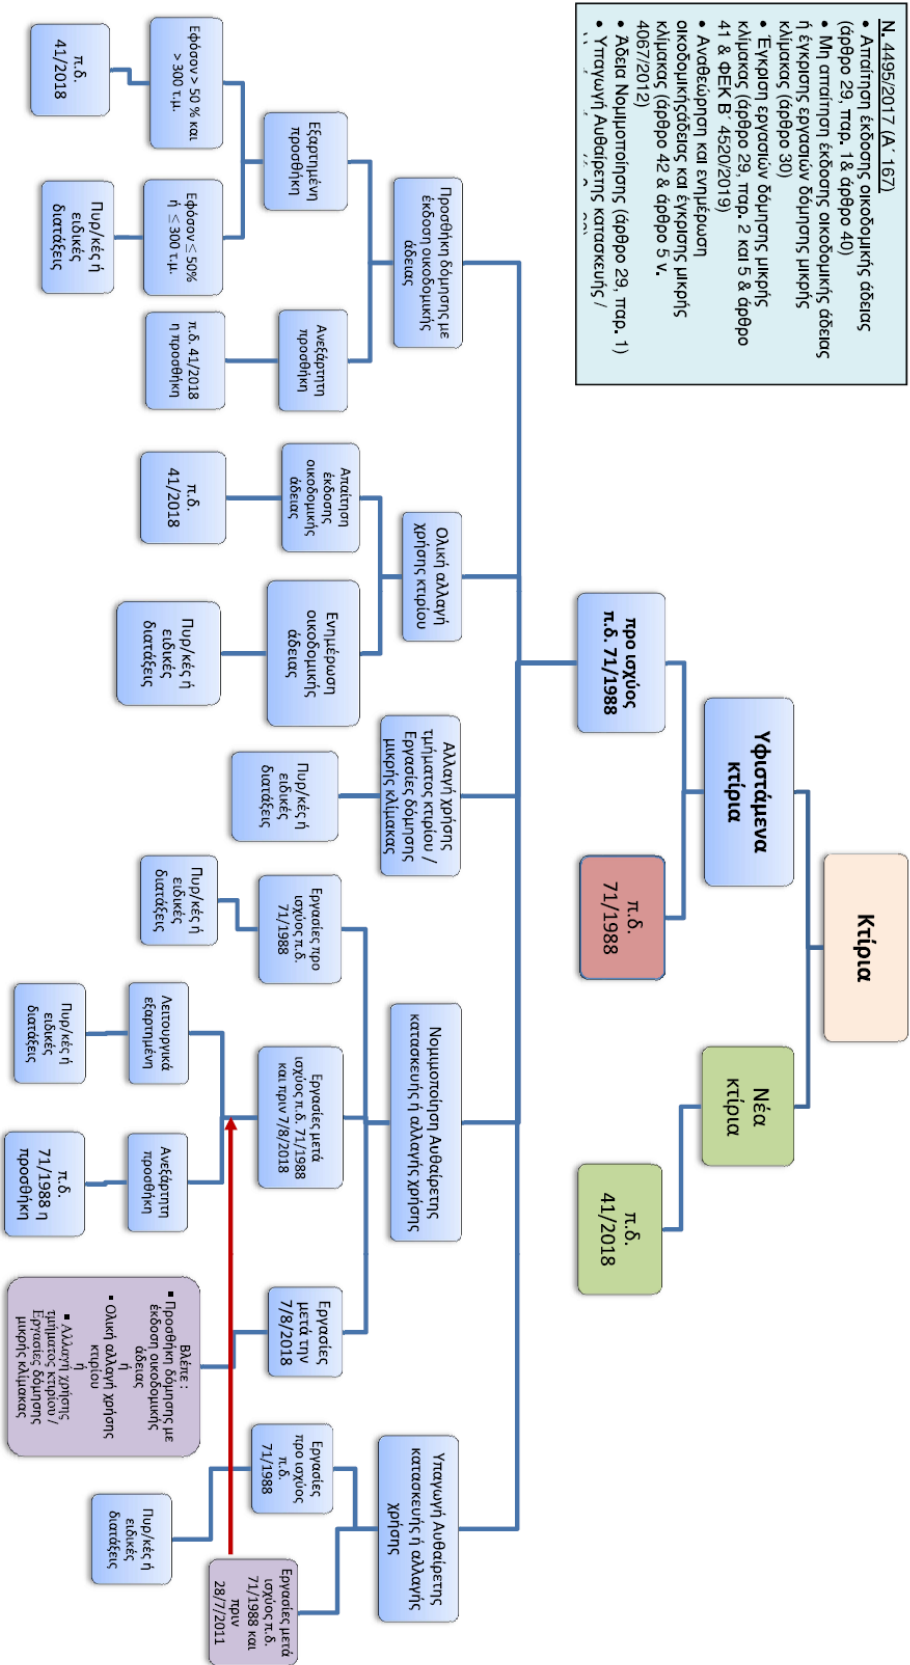 Ν. 4495/2017 (Α΄ 167)
• Απαίτηση έκδοσης οικοδομικής άδειας
(άρθρο 29, παρ. 1& άρθρο 40)
• Μη απαίτηση έκδοσης οικοδομικής άδειας
ή έγκρισης εργασιών δόμησης μικρής
κλίμακας (άρθρο 30)
• Έγκριση εργασιών δόμησης μικρής
κλίμακας (άρθρο 29, παρ. 2 και 5 & άρθρο
41 & ΦΕΚ Β΄ 4520/2019)
• Αναθεώρηση και ενημέρωση
οικοδομικήςάδειας και έγκρισης μικρής
κλίμακας (άρθρο 42 & άρθρο 5 ν.
4067/2012)
• Άδεια Νομιμοποίησης (άρθρο 29, παρ. 1)
• Υπαγωγή Αυθαίρετης κατασκευής /
Κτίρια
Υφιστάμενα
κτίρια
Νέα
κτίρια
προ ισχύος
π.δ. 71/1988
π.δ.
71/1988
π.δ.
41/2018
Προσθήκη δόμησης με
έκδοση οικοδομικής
άδειας
Ολική αλλαγή
χρήσης κτιρίου
Αλλαγή χρήσης
τμήματος κτιρίου /
Εργασίες δόμησης
μικρής κλίμακας
Νομιμοποίηση Αυθαίρετης
κατασκευής ή αλλαγής χρήσης
Υπαγωγή Αυθαίρετης
κατασκευής ή αλλαγής
χρήσης
Εξαρτημένη
προσθήκη
Ανεξάρτητη
προσθήκη
Απαίτηση
έκδοσης
οικοδομικής
άδειας
Ενημέρωση
οικοδομικής
άδειας
Πυρ/κές ή
ειδικές
διατάξεις
Εργασίες προ
ισχύος π.δ.
71/1988
Εργασίες μετά
ισχύος π.δ. 71/1988
και πριν 7/8/2018
Εργασίες
μετά την
7/8/2018
Εργασίες
προ ισχύος
π.δ.
71/1988
Εργασίες μετά
ισχύος π.δ.
71/1988 και
πριν
28/7/2011
Εφόσον > 50 % και
> 300 τ.μ.
Εφόσον ≤ 50%
ή ≤ 300 τ.μ.
π.δ. 41/2018
η προσθήκη
π.δ.
41/2018
Πυρ/κές ή
ειδικές
διατάξεις
Πυρ/κές ή
ειδικές
διατάξεις
Λειτουργικά
εξαρτημένη
Ανεξάρτητη
προσθήκη
Βλέπε :
▪ Προσθήκη δόμησης με
έκδοση οικοδομικής
άδειας
ή
▪ Ολική αλλαγή χρήσης
κτιρίου
ή
▪ Αλλαγή χρήσης
τμήματος κτιρίου /
Εργασίες δόμησης
μικρής κλίμακας
Πυρ/κές ή
ειδικές
διατάξεις
π.δ.
41/2018
Πυρ/κές ή
ειδικές
διατάξεις
Πυρ/κές ή
ειδικές
διατάξεις
π.δ.
71/1988 η
προσθήκη